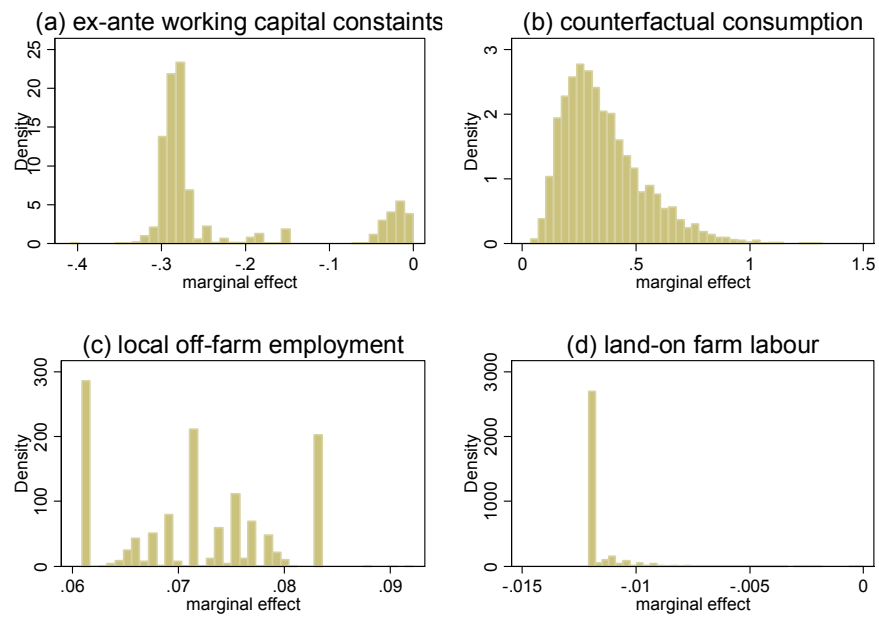 (a) ex-ante working capital constaints
Density
0 5 10 15 20 25
-.4 -.3 -.2 -.1 0
marginal effect
(b) counterfactual consumption
Density
0 1 2 3
0 .5 1 1.5
marginal effect
(c) local off-farm employment
Density
0 100 200 300
.06 .07 .08 .09
marginal effect
(d) land-on farm labour
Density
0 1000 2000 3000
-.015 -.01 -.005 0
marginal effect